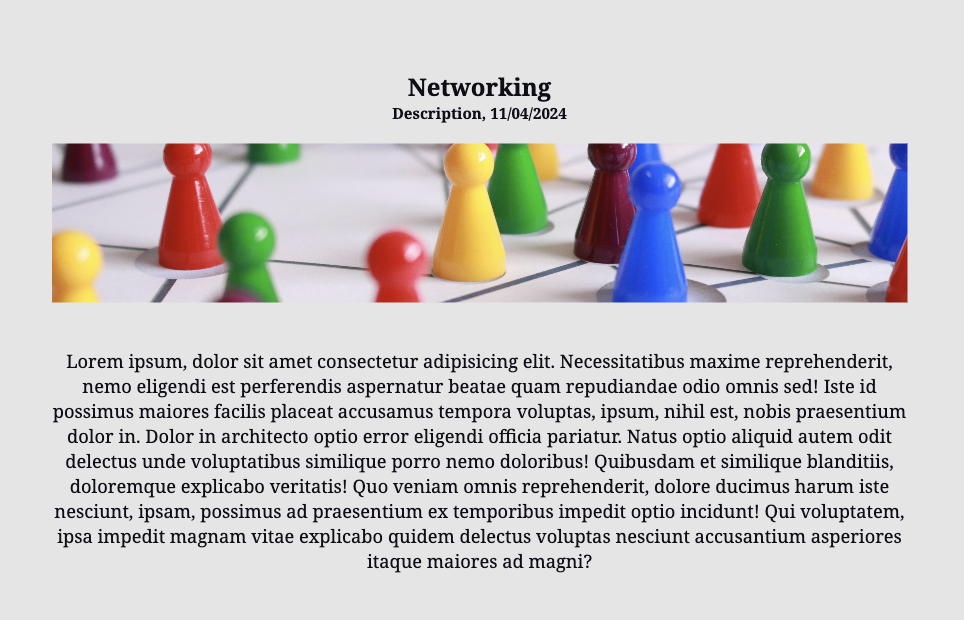 Networking
Description, 11/04/2024
Lorem ipsum, dolor sit amet consectetur adipisicing elit. Necessitatibus maxime reprehenderit,
nemo eligendi est perferendis aspernatur beatae quam repudiandae odio omnis sed! Iste id
possimus maiores facilis placeat accusamus tempora voluptas, ipsum, nihil est, nobis praesentium
dolor in. Dolor in architecto optio error eligendi officia pariatur. Natus optio aliquid autem odit
delectus unde voluptatibus similique porro nemo doloribus! Quibusdam et similique blanditiis,
doloremque explicabo veritatis! Quo veniam omnis reprehenderit, dolore ducimus harum iste
nesciunt, ipsam, possimus ad praesentium ex temporibus impedit optio incidunt! Qui voluptatem,
ipsa impedit magnam vitae explicabo quidem delectus voluptas nesciunt accusantium asperiores
itaque maiores ad magni?